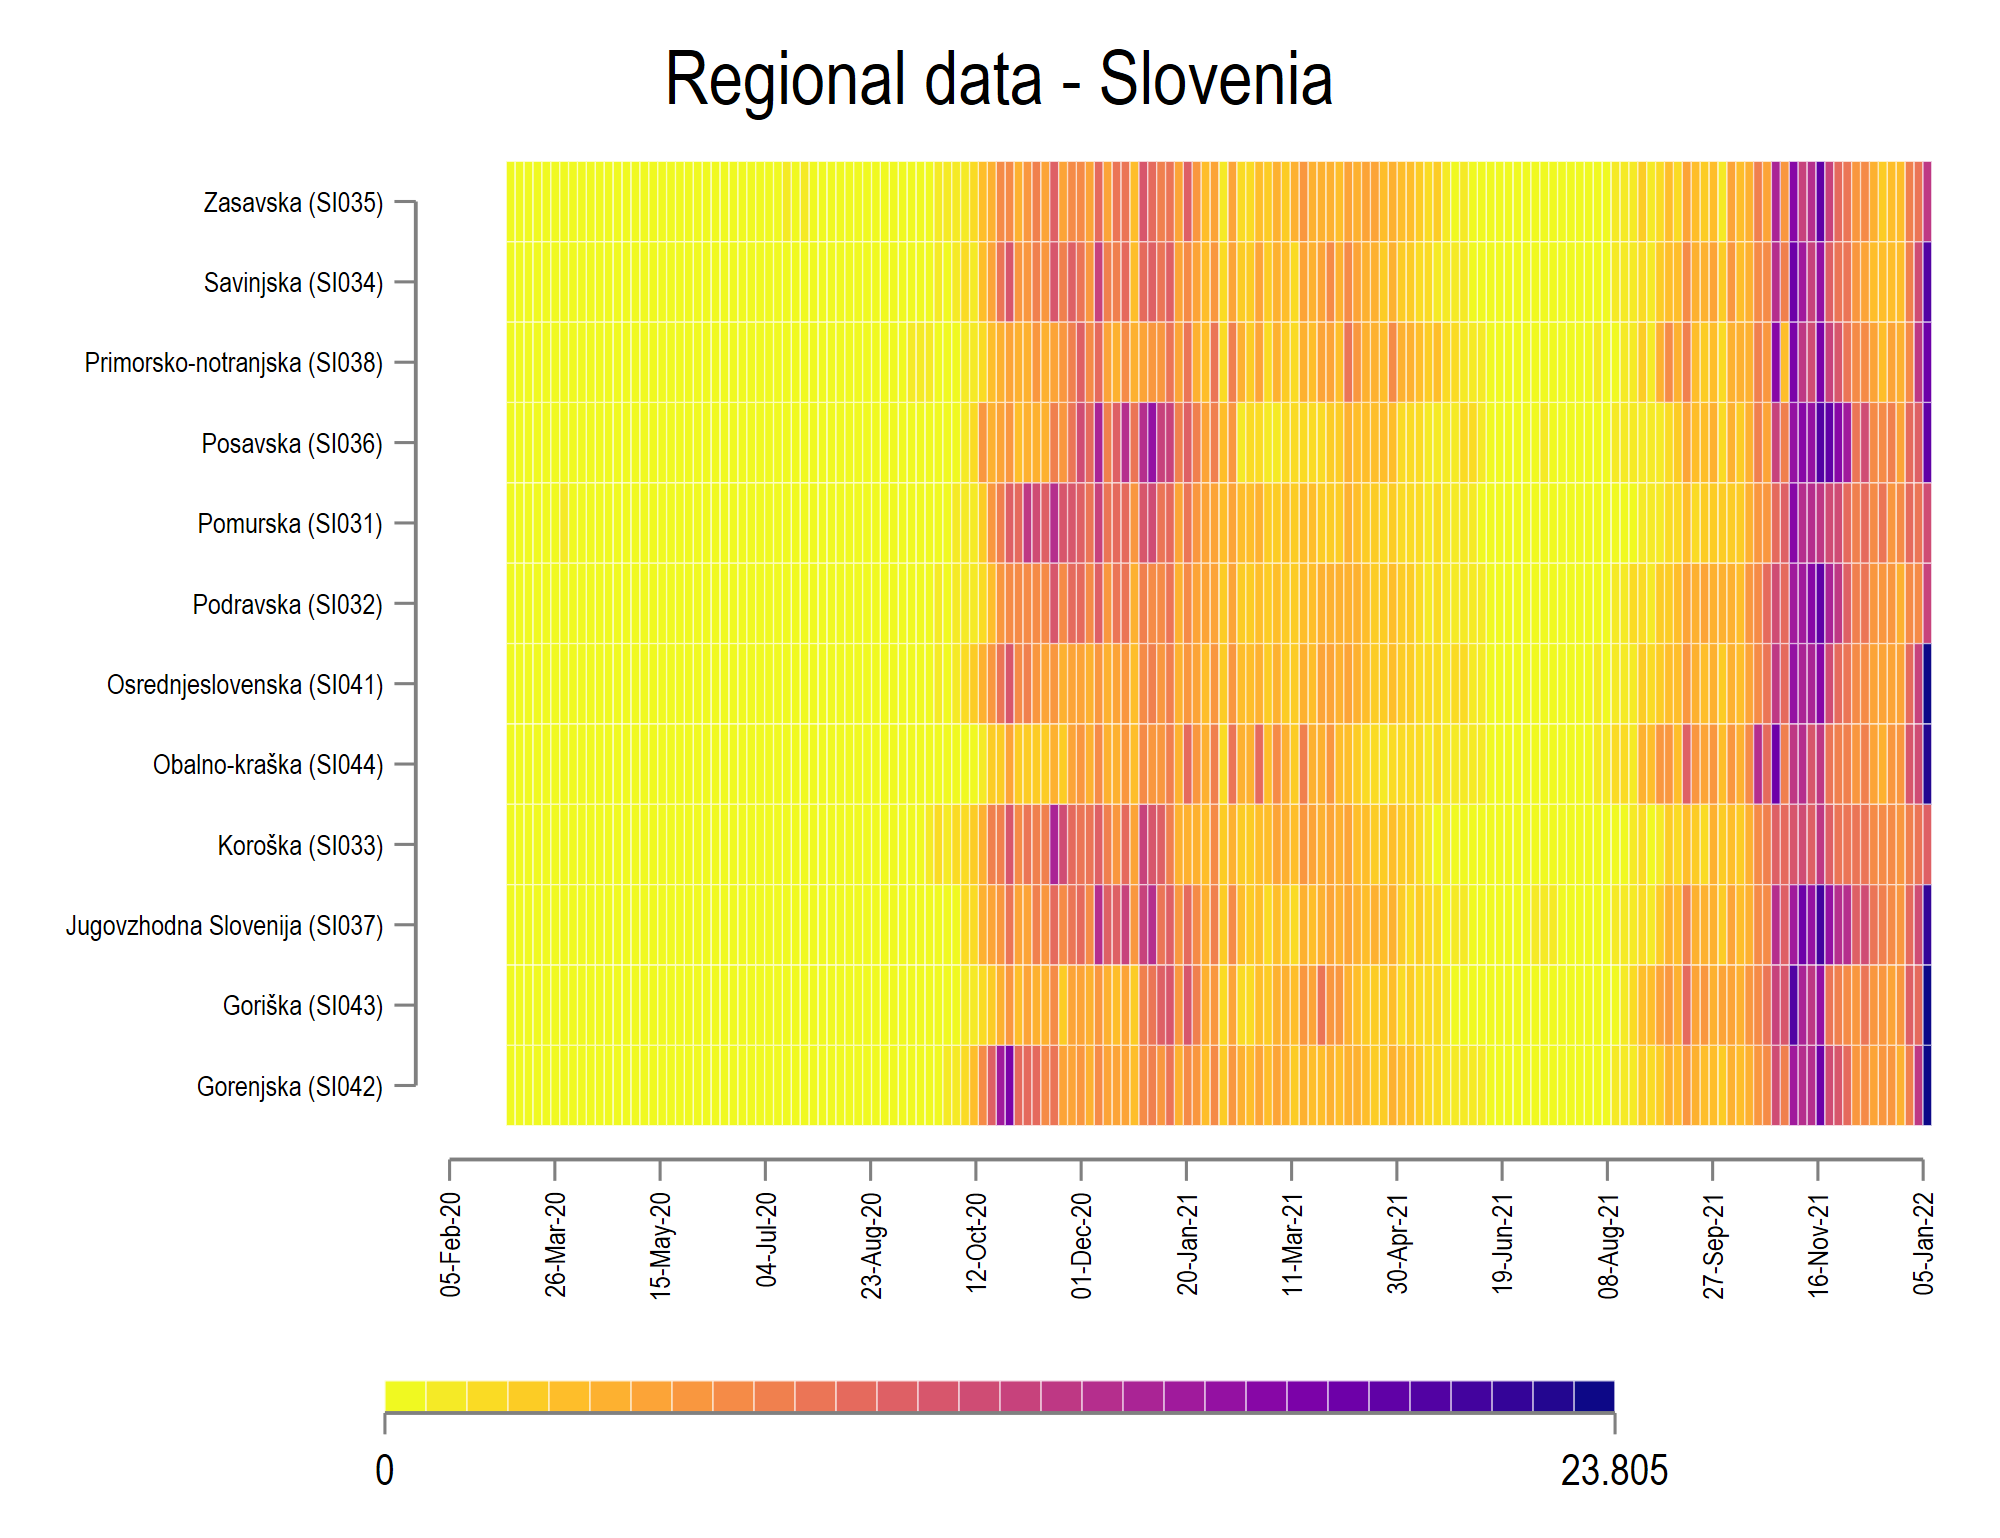 Regional data - Slovenia
Zasavska (SI035)
Savinjska (SI034)
Primorsko-notranjska (SI038)
Posavska (SI036)
Pomurska (SI031)
Podravska (SI032)
Osrednjeslovenska (SI041)
Obalno-kraška (SI044)
Koroška (SI033)
Jugovzhodna Slovenija (SI037)
Goriška (SI043)
Gorenjska (SI042)
05-Feb-20
26-Mar-20
15-May-20
04-Jul-20
23-Aug-20
12-Oct-20
01-Dec-20
20-Jan-21
11-Mar-21
30-Apr-21
19-Jun-21
08-Aug-21
27-Sep-21
16-Nov-21
05-Jan-22
0
23.805